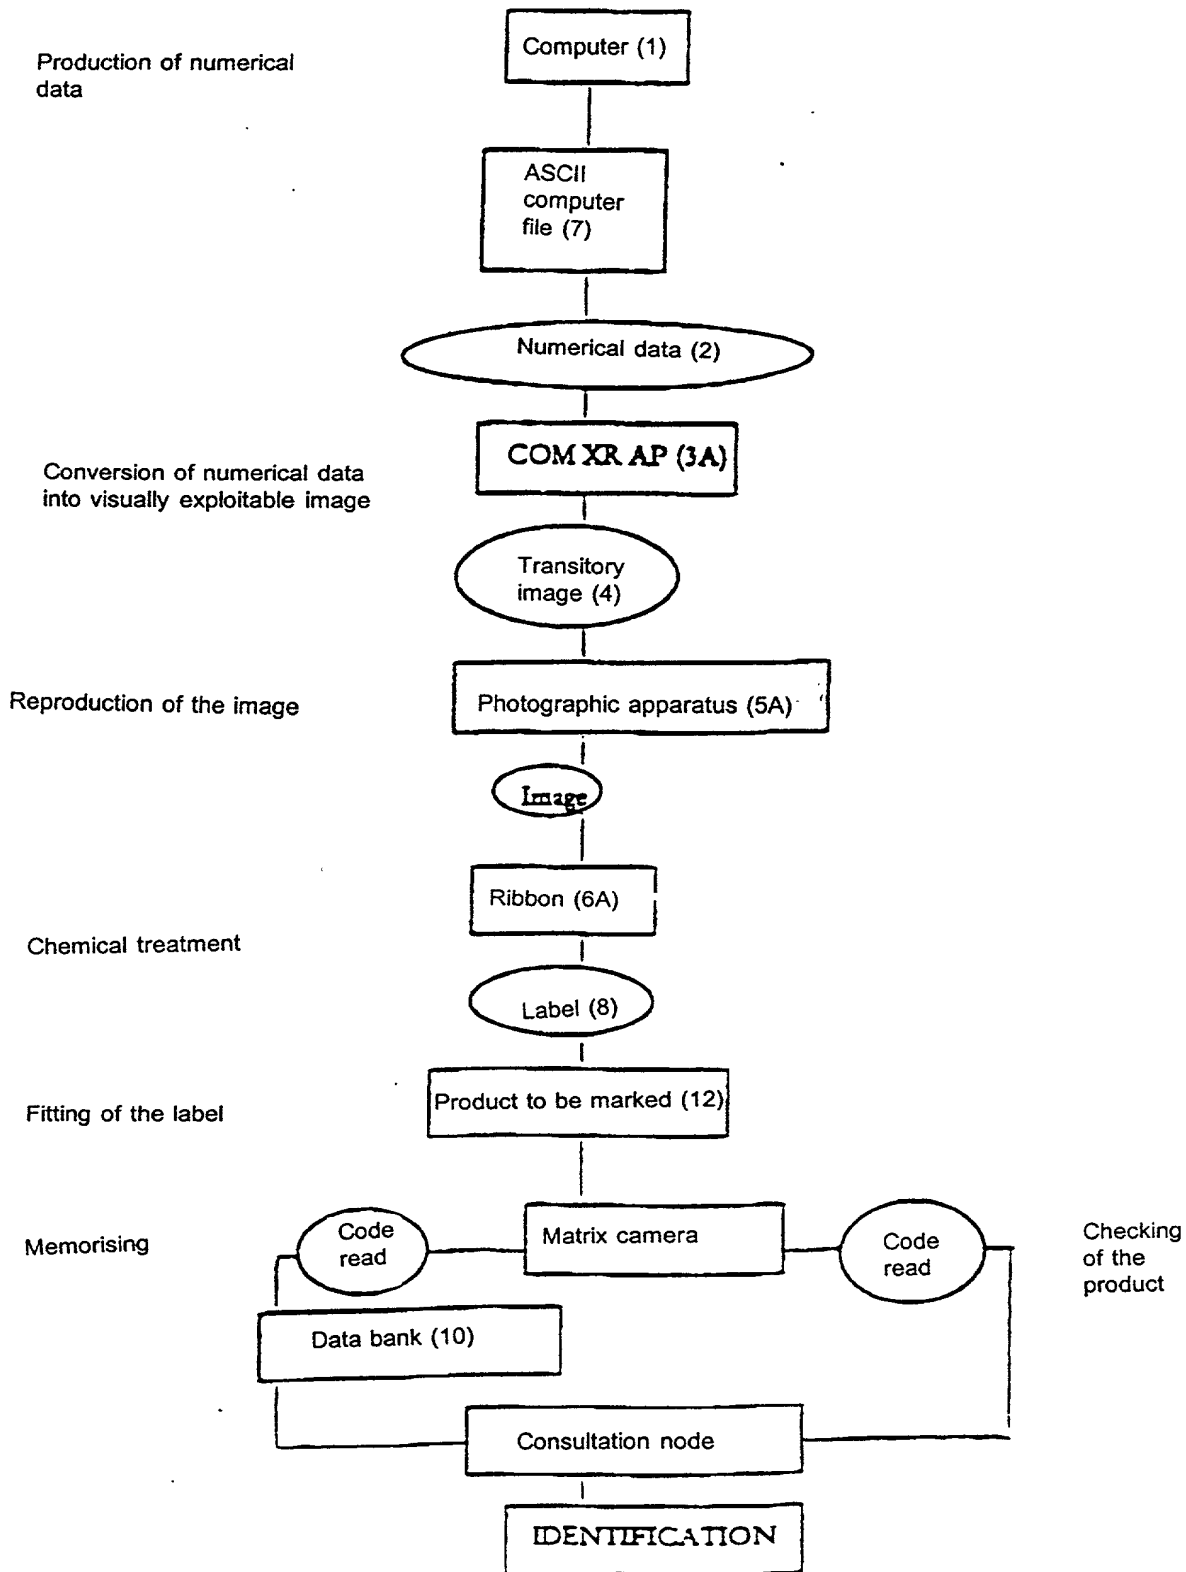 Computer (1)
Production of numerical
data
ASCII
computer
file (7)
Numerical data (2)
COM XR AP (3A)
Conversion of numerical data
into visually exploitable image
Transitory
image (4)
Reproduction of the image
Photographic apparatus (5A)
Image
Ribbon (6A)
Chemical treatment
Label (8)
Product to be marked (12)
Fitting of the label
Memorising
Code
read
Matrix camera
Code
read
Checking
of the
product
Data bank (10)
Consultation node
IDENTIFICATION